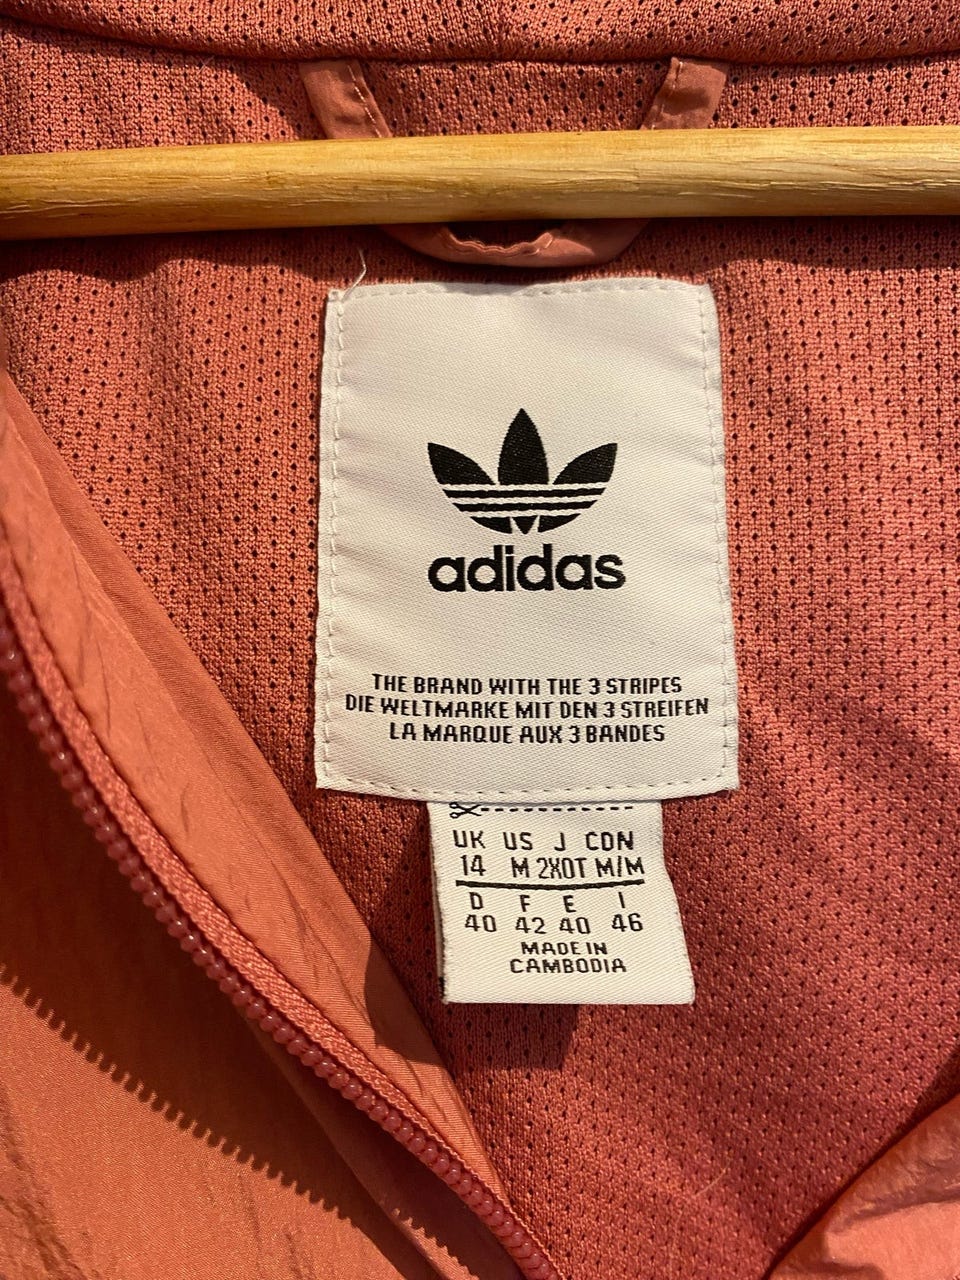 adidas
THE BRAND WITH THE 3 STRIPES
DIE WELTMARKE MIT DEN 3 STREIFEN
LA MARQUE AUX 3 BANDES
UK US J CDN
14 M 2XOT M/M
D F E I
40 42 40 46
MADE IN
CAMBODIA